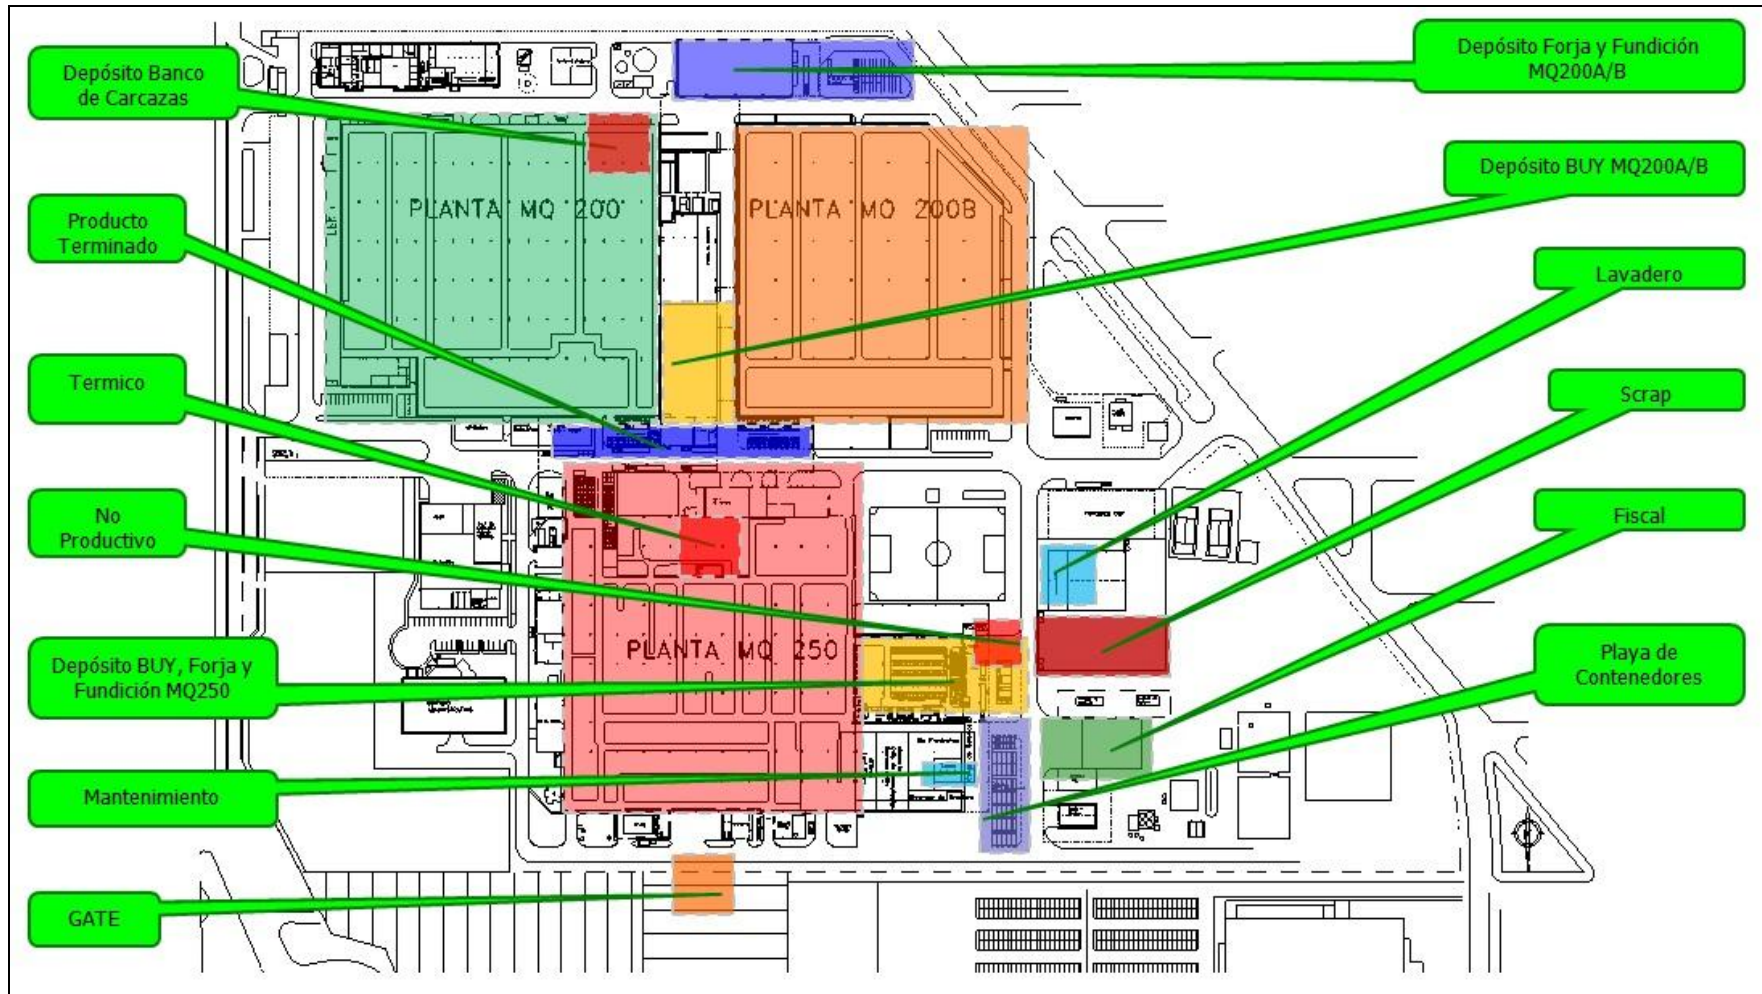 Depósito Banco
de Carcazas
Producto
Terminado
Termico
No
Productivo
Depósito BUY, Forja y
Fundición MQ250
Mantenimiento
GATE
Depósito Forja y Fundición
MQ200A/B
Depósito BUY MQ200A/B
Lavadero
Scrap
Fiscal
Playa de
Contenedores
PLANTA MQ 200
PLANTA MQ 200B
PLANTA MQ 250